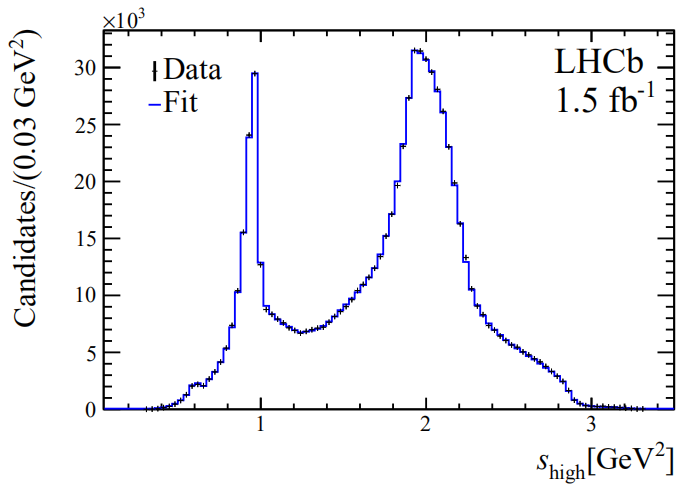 ×10³
Candidates/(0.03 GeV²)
30
25
20
15
10
5
0
Data
Fit
LHCb
1.5 fb⁻¹
1
2
3
s_high[GeV²]